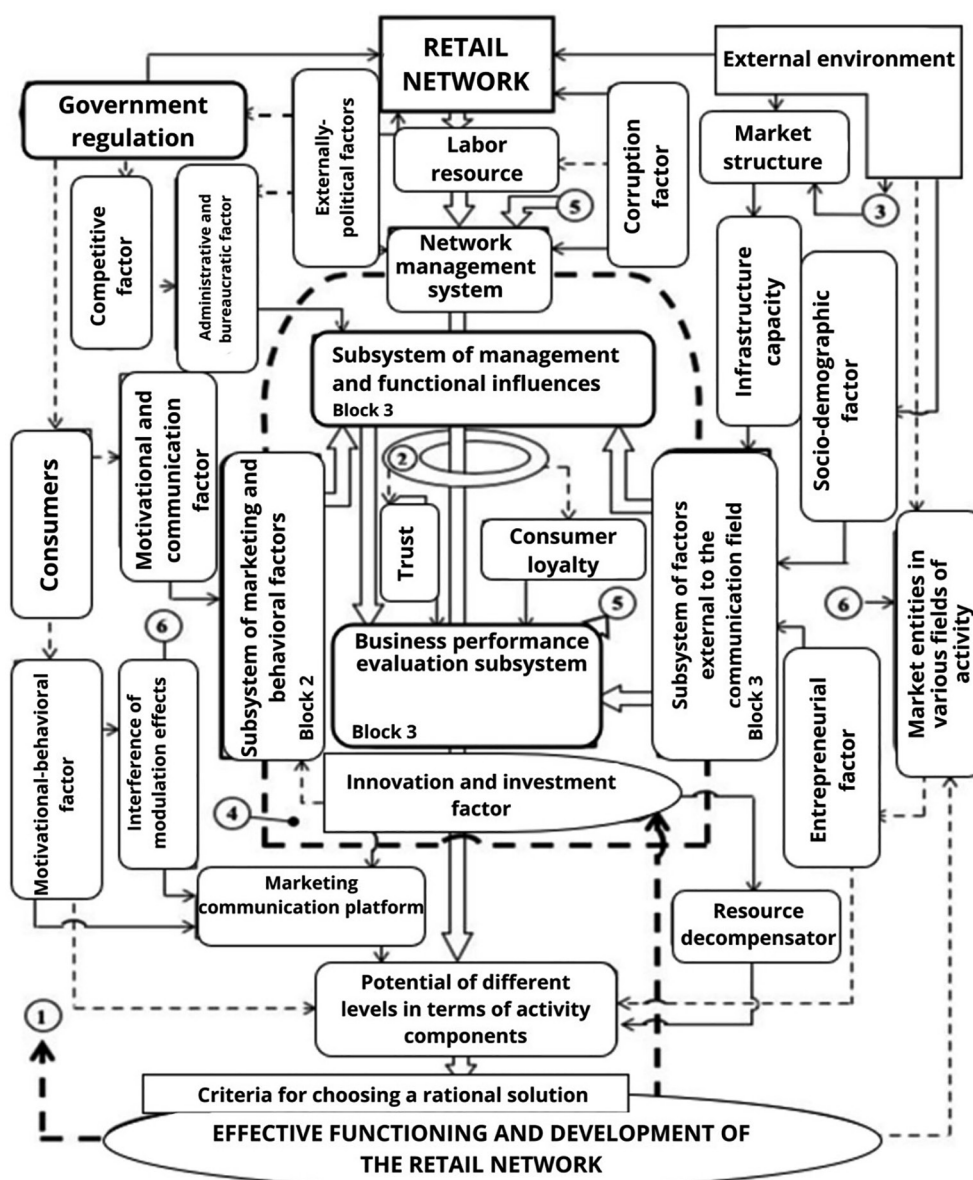 RETAIL
NETWORK
External environment
Government
regulation
Externally-
political factors
Labor
resource
Corruption
factor
Market
structure
Competitive
factor
Administrative and
bureaucratic factor
5
3
Network
management
system
Infrastructure
capacity
Socio-demographic
factor
Subsystem of management
and functional influences
Block 3
Consumers
Motivational and
communication
factor
2
Subsystem of marketing and
behavioral factors
Block 2
Trust
Consumer
loyalty
Subsystem of factors
external to the
communication field
Block 3
Market entities in
various fields of
activity
5
6
6
Business performance
evaluation subsystem
Block 3
Motivational-behavioral
factor
Interference of
modulation effects
Entrepreneurial
factor
Innovation and investment
factor
4
Marketing
communication platform
Resource
decompensator
Potential of different
levels in terms of activity
components
1
Criteria for choosing a rational solution
EFFECTIVE FUNCTIONING AND DEVELOPMENT OF
THE RETAIL NETWORK